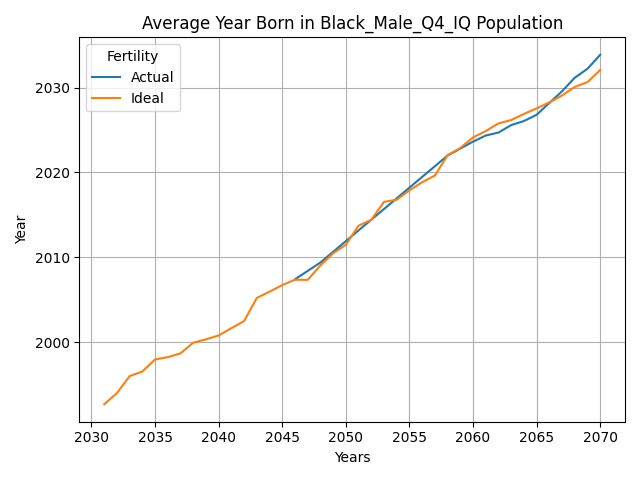 Average Year Born in Black_Male_Q4_IQ Population
Fertility
Actual
Ideal
2030
2020
2010
2000
Year
2030
2035
2040
2045
2050
2055
2060
2065
2070
Years